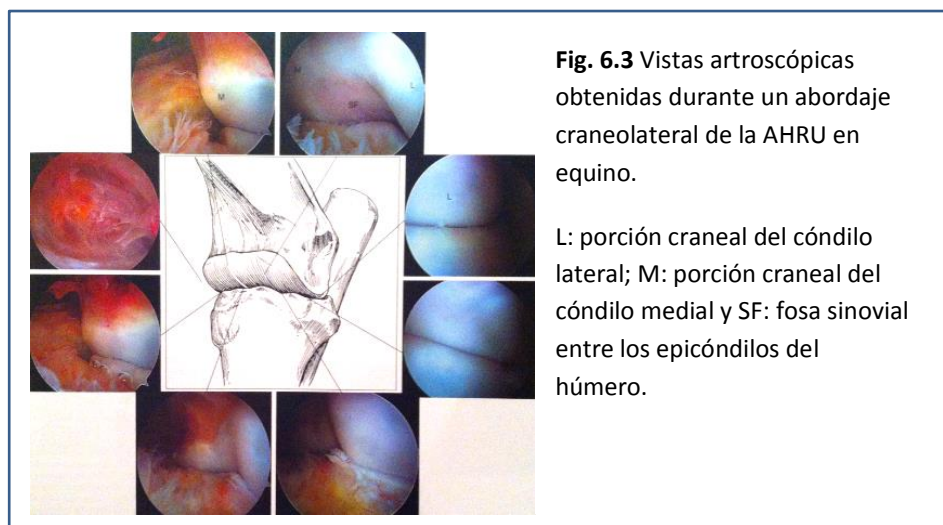 Fig. 6.3 Vistas artroscópicas
obtenidas durante un abordaje
craneolateral de la AHRU en
equino.
L: porción craneal del cóndilo
lateral; M: porción craneal del
cóndilo medial y SF: fosa sinovial
entre los epicóndilos del
húmero.
M
M
L
SF
L